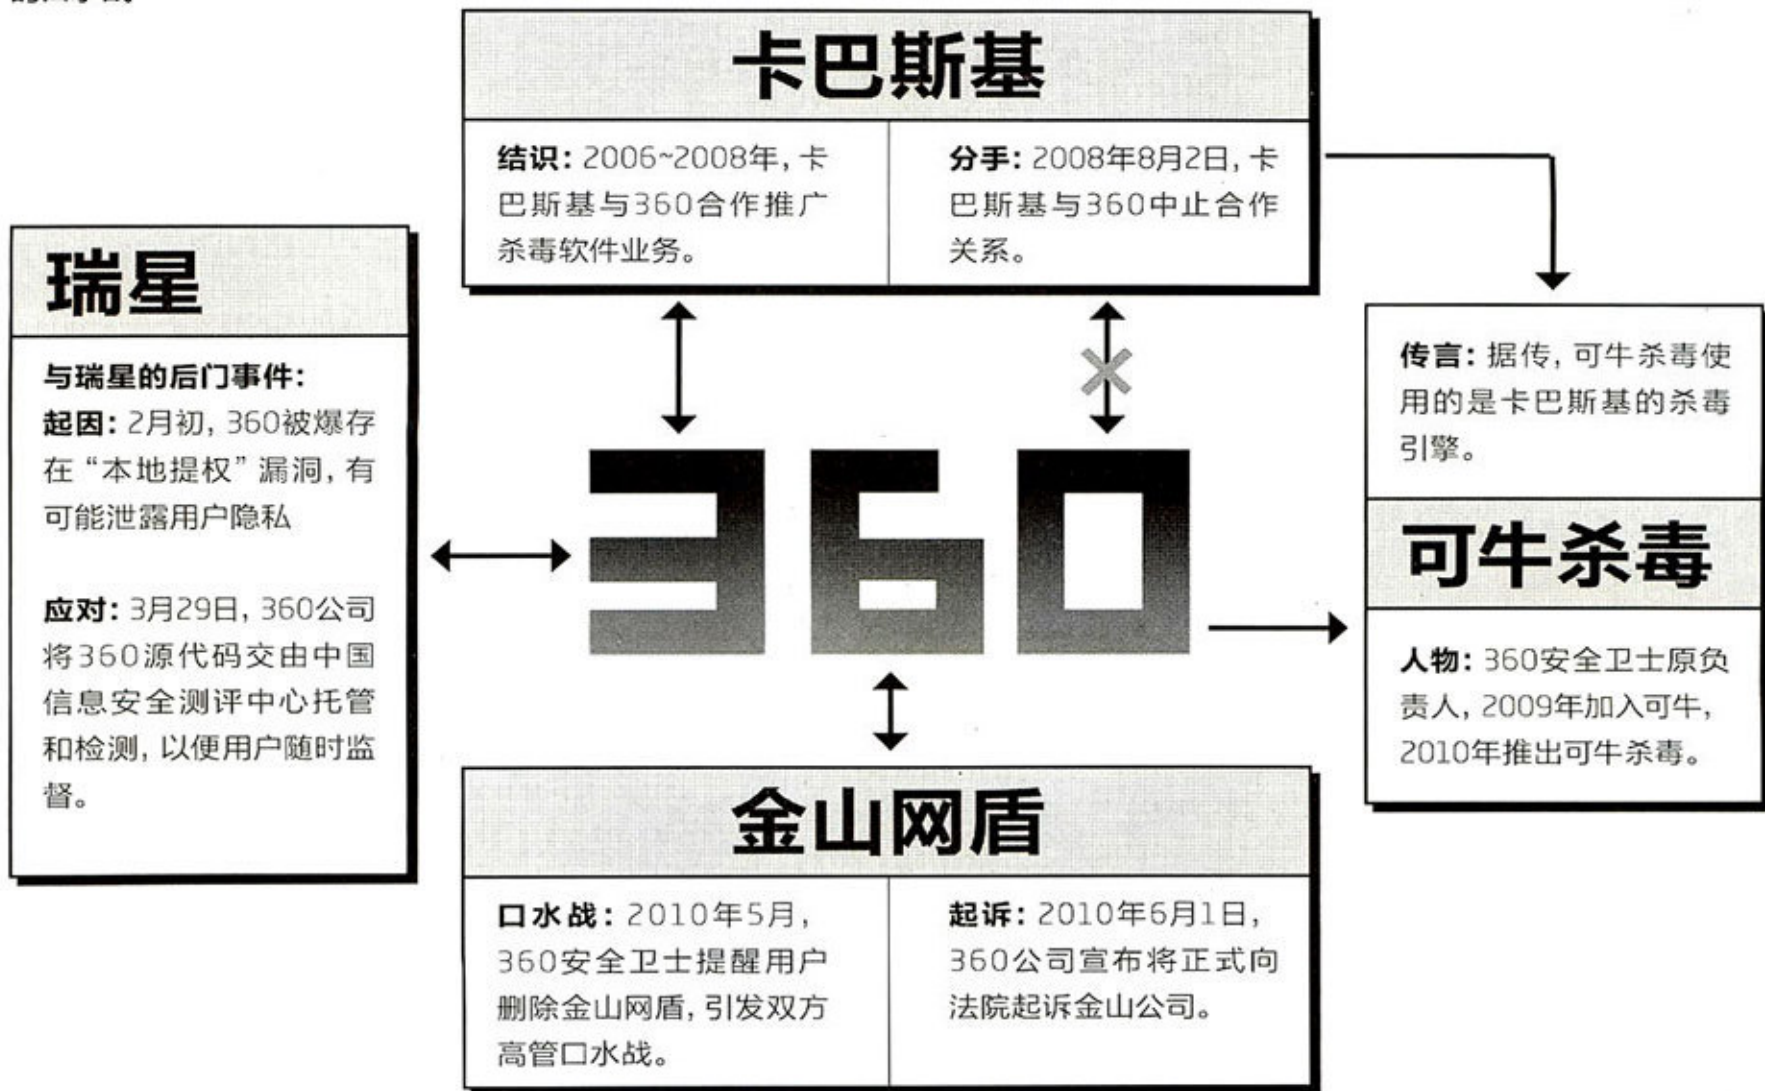 卡巴斯基
结识：2006~2008年，卡
巴斯基与360合作推广
杀毒软件业务。
分手：2008年8月2日，卡
巴斯基与360中止合作
关系。
瑞星
与瑞星的后门事件：
起因：2月初，360被爆存
在“本地提权”漏洞，有
可能泄露用户隐私
应对：3月29日，360公司
将360源代码交由中国
信息安全测评中心托管
和检测，以便用户随时监
督。
360
传言：据传，可牛杀毒使
用的是卡巴斯基的杀毒
引擎。
可牛杀毒
人物：360安全卫士原负
责人，2009年加入可牛，
2010年推出可牛杀毒。
金山网盾
口水战：2010年5月，
360安全卫士提醒用户
删除金山网盾，引发双方
高管口水战。
起诉：2010年6月1日，
360公司宣布将正式向
法院起诉金山公司。